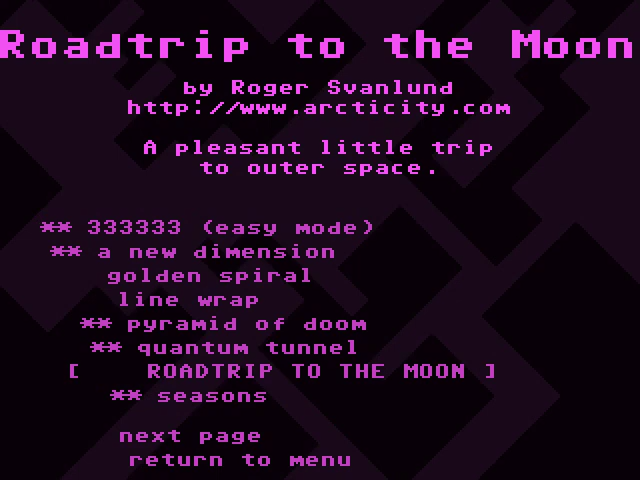 Roadtrip to the Moon
by Roger Svanlund
http://www.arcticity.com
A pleasant little trip
to outer space.
** 333333 (easy mode)
** a new dimension
golden spiral
line wrap
** pyramid of doom
** quantum tunnel
[ ROADTRIP TO THE MOON ]
** seasons
next page
return to menu